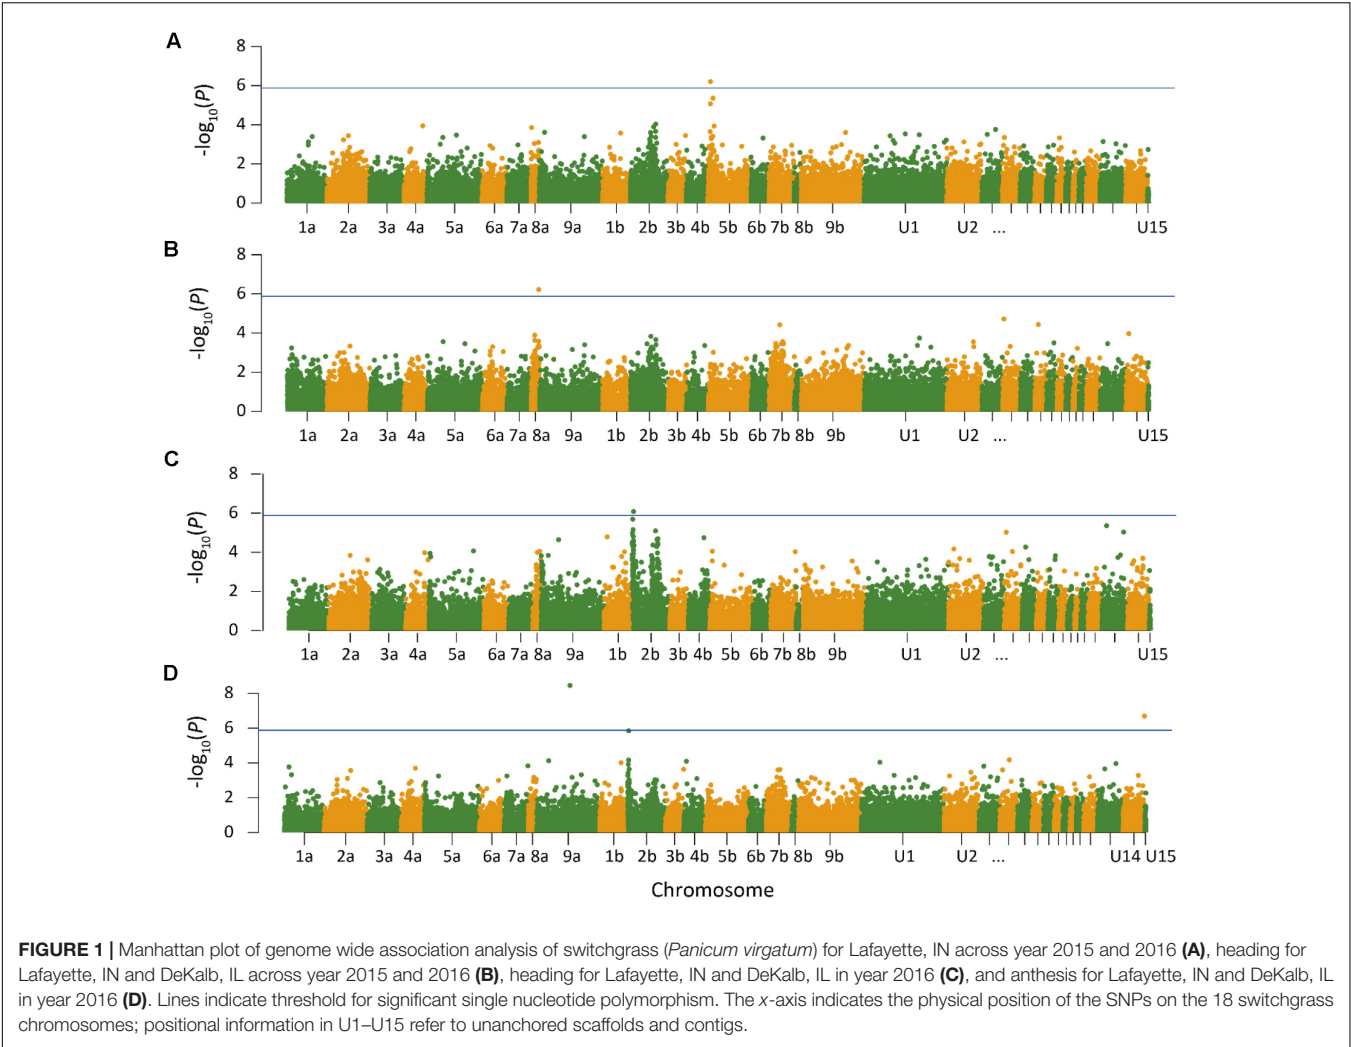 A
8
6
4
2
0
-log10(P)
1a 2a 3a 4a 5a 6a 7a 8a 9a 1b 2b 3b 4b 5b 6b 7b 8b 9b U1 U2 ... U15
B
8
6
4
2
0
-log10(P)
1a 2a 3a 4a 5a 6a 7a 8a 9a 1b 2b 3b 4b 5b 6b 7b 8b 9b U1 U2 ... U15
C
8
6
4
2
0
-log10(P)
1a 2a 3a 4a 5a 6a 7a 8a 9a 1b 2b 3b 4b 5b 6b 7b 8b 9b U1 U2 ... U15
D
8
6
4
2
0
-log10(P)
1a 2a 3a 4a 5a 6a 7a 8a 9a 1b 2b 3b 4b 5b 6b 7b 8b 9b U1 U2 ... U14 U15
Chromosome
FIGURE 1 | Manhattan plot of genome wide association analysis of switchgrass (Panicum virgatum) for Lafayette, IN across year 2015 and 2016 (A), heading for
Lafayette, IN and DeKalb, IL across year 2015 and 2016 (B), heading for Lafayette, IN and DeKalb, IL in year 2016 (C), and anthesis for Lafayette, IN and DeKalb, IL
in year 2016 (D). Lines indicate threshold for significant single nucleotide polymorphism. The x-axis indicates the physical position of the SNPs on the 18 switchgrass
chromosomes; positional information in U1–U15 refer to unanchored scaffolds and contigs.